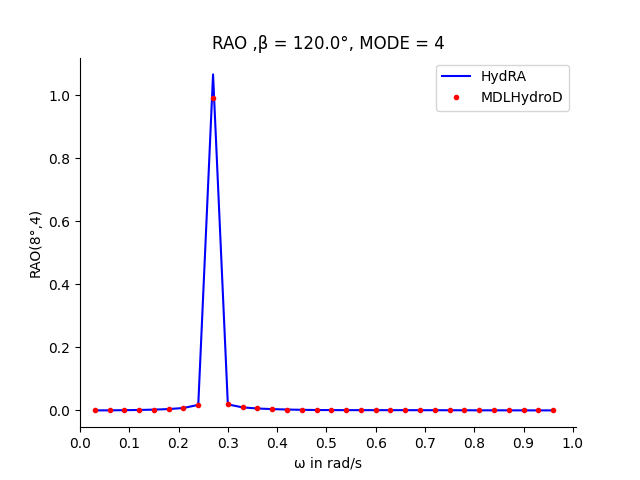 RAO ,β = 120.0°, MODE = 4
HydRA
MDLHydroD
RAO(8°,4)
1.0
0.8
0.6
0.4
0.2
0.0
0.0 0.1 0.2 0.3 0.4 0.5 0.6 0.7 0.8 0.9 1.0
ω in rad/s